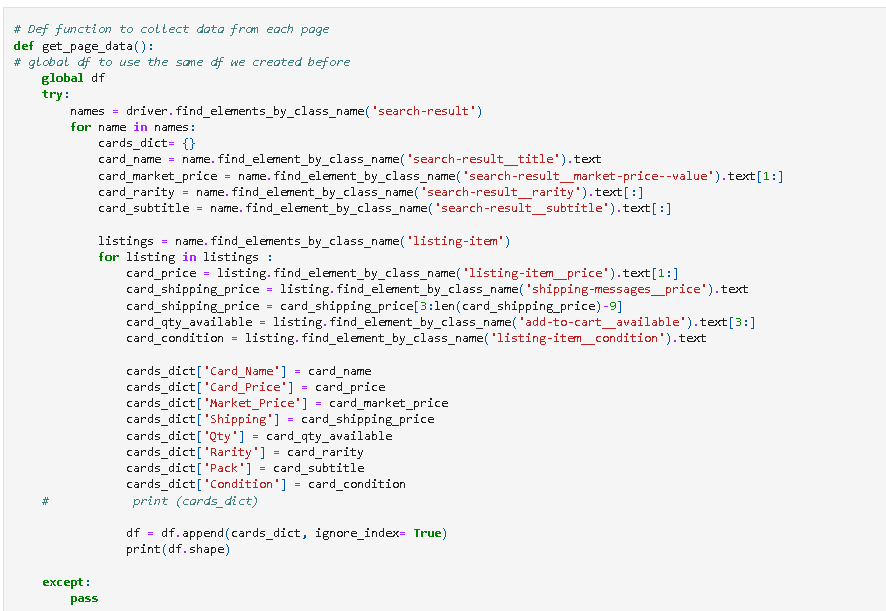 # Def function to collect data from each page
def get_page_data():
# global df to use the same df we created before
    global df
    try:
        names = driver.find_elements_by_class_name('search-result')
        for name in names:
            cards_dict= {}
            card_name = name.find_element_by_class_name('search-result__title').text
            card_market_price = name.find_element_by_class_name('search-result__market-price--value').text[1:]
            card_rarity = name.find_element_by_class_name('search-result__rarity').text[:]
            card_subtitle = name.find_element_by_class_name('search-result__subtitle').text[:]

            listings = name.find_elements_by_class_name('listing-item')
            for listing in listings :
                card_price = listing.find_element_by_class_name('listing-item__price').text[1:]
                card_shipping_price = listing.find_element_by_class_name('shipping-messages__price').text
                card_shipping_price = card_shipping_price[3:len(card_shipping_price)-9]
                card_qty_available = listing.find_element_by_class_name('add-to-cart__available').text[3:]
                card_condition = listing.find_element_by_class_name('listing-item__condition').text

                cards_dict['Card_Name'] = card_name
                cards_dict['Card_Price'] = card_price
                cards_dict['Market_Price'] = card_market_price
                cards_dict['Shipping'] = card_shipping_price
                cards_dict['Qty'] = card_qty_available
                cards_dict['Rarity'] = card_rarity
                cards_dict['Pack'] = card_subtitle
                cards_dict['Condition'] = card_condition
    #            print (cards_dict)

                df = df.append(cards_dict, ignore_index= True)
                print(df.shape)

    except:
        pass